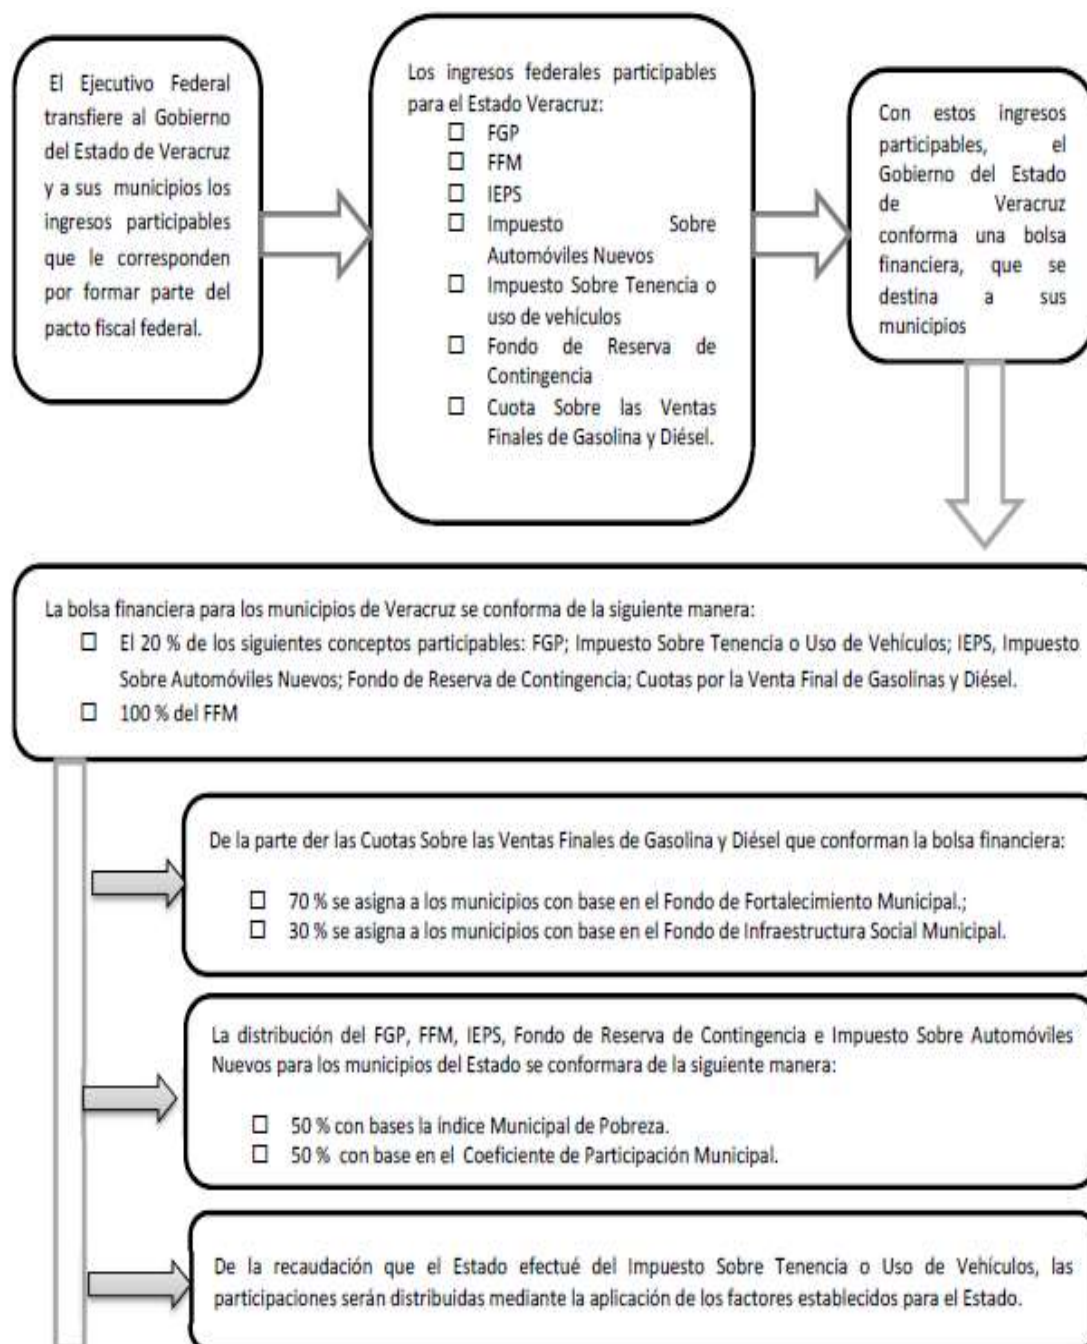 El Ejecutivo Federal
transfiere al Gobierno
del Estado de Veracruz
y a sus municipios los
ingresos participables
que le corresponden
por formar parte del
pacto fiscal federal.
Los ingresos federales participables
para el Estado Veracruz:
☐ FGP
☐ FFM
☐ IEPS
☐ Impuesto Sobre
Automóviles Nuevos
☐ Impuesto Sobre Tenencia o
uso de vehículos
☐ Fondo de Reserva de
Contingencia
☐ Cuota Sobre las Ventas
Finales de Gasolina y Diésel.
Con estos ingresos
participables, el
Gobierno del Estado
de Veracruz
conforma una bolsa
financiera, que se
destina a sus
municipios
La bolsa financiera para los municipios de Veracruz se conforma de la siguiente manera:
☐ El 20 % de los siguientes conceptos participables: FGP; Impuesto Sobre Tenencia o Uso de Vehículos; IEPS, Impuesto
Sobre Automóviles Nuevos; Fondo de Reserva de Contingencia; Cuotas por la Venta Final de Gasolinas y Diésel.
☐ 100 % del FFM
De la parte der las Cuotas Sobre las Ventas Finales de Gasolina y Diésel que conforman la bolsa financiera:
☐ 70 % se asigna a los municipios con base en el Fondo de Fortalecimiento Municipal.;
☐ 30 % se asigna a los municipios con base en el Fondo de Infraestructura Social Municipal.
La distribución del FGP, FFM, IEPS, Fondo de Reserva de Contingencia e Impuesto Sobre Automóviles
Nuevos para los municipios del Estado se conformara de la siguiente manera:
☐ 50 % con bases la índice Municipal de Pobreza.
☐ 50 % con base en el Coeficiente de Participación Municipal.
De la recaudación que el Estado efectué del Impuesto Sobre Tenencia o Uso de Vehículos, las
participaciones serán distribuidas mediante la aplicación de los factores establecidos para el Estado.